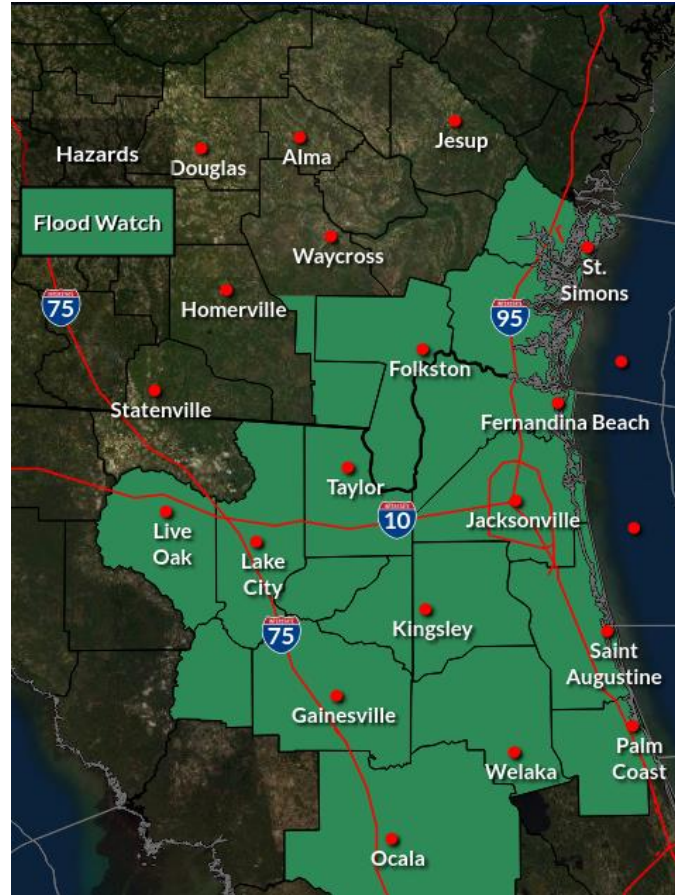 Hazards
Flood Watch
Douglas
Alma
Jesup
Waycross
St.
Simons
75
Homerville
95
Folkston
Statenville
Fernandina Beach
Taylor
Live
Oak
Lake
City
10
Jacksonville
75
Kingsley
Saint
Augustine
Gainesville
Welaka
Palm
Coast
Ocala